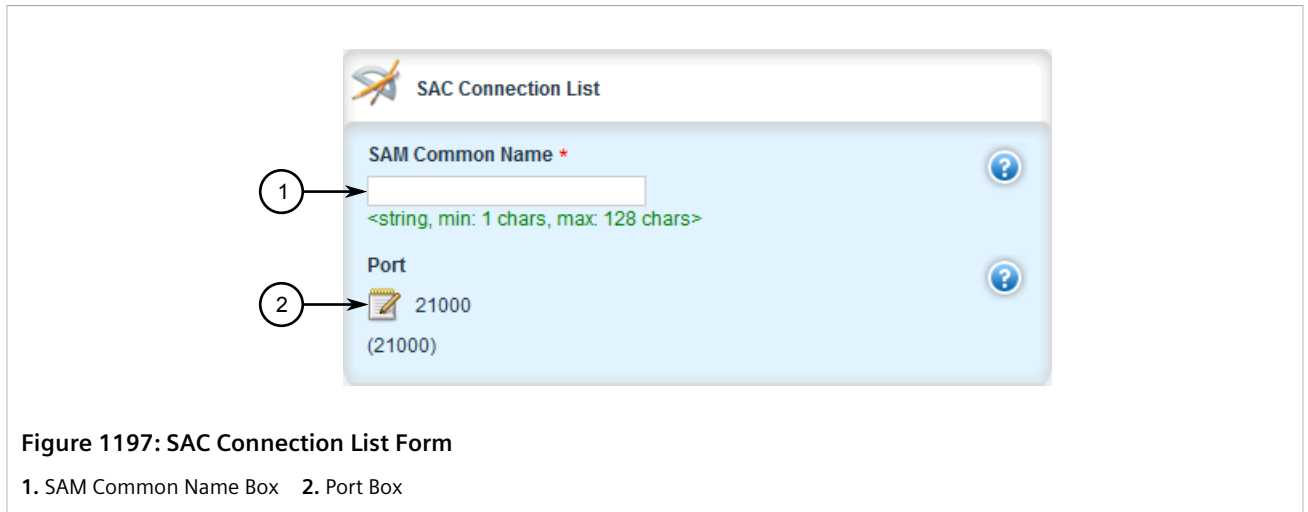 SAC Connection List
SAM Common Name *
1
<string, min: 1 chars, max: 128 chars>
Port
2
21000
(21000)
Figure 1197: SAC Connection List Form
1. SAM Common Name Box 2. Port Box